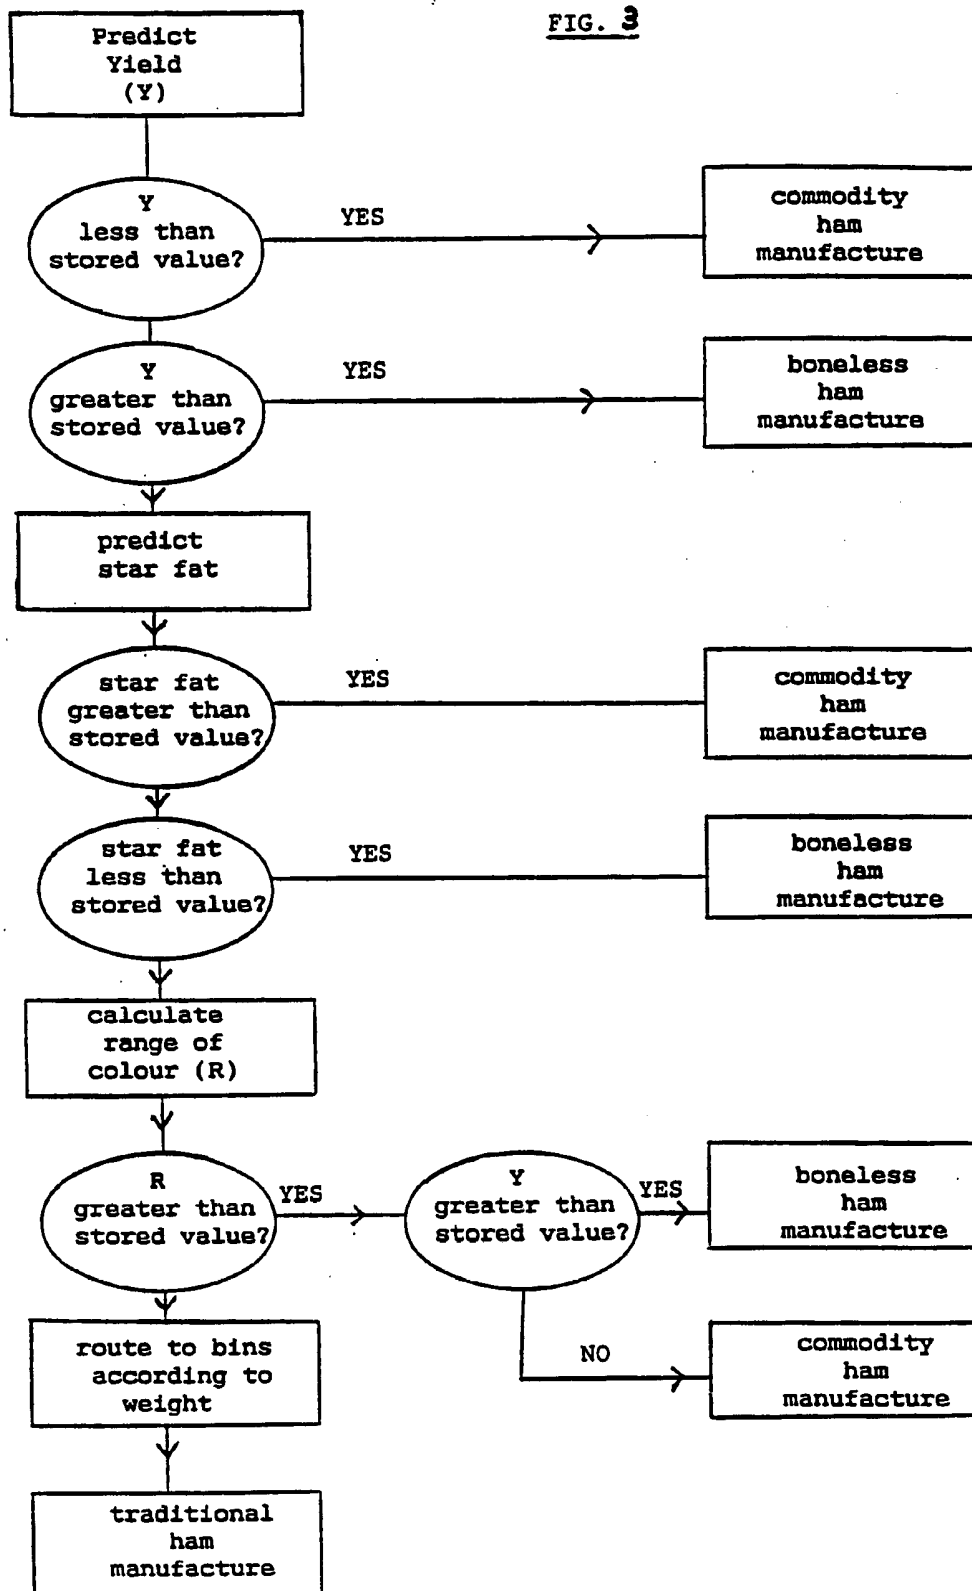 FIG. 3
Predict
Yield
(Y)
Y
less than
stored value?
YES
commodity
ham
manufacture
Y
greater than
stored value?
YES
boneless
ham
manufacture
predict
star fat
star fat
greater than
stored value?
YES
commodity
ham
manufacture
star fat
less than
stored value?
YES
boneless
ham
manufacture
calculate
range of
colour (R)
R
greater than
stored value?
YES
Y
greater than
stored value?
YES
boneless
ham
manufacture
NO
commodity
ham
manufacture
route to bins
according to
weight
traditional
ham
manufacture